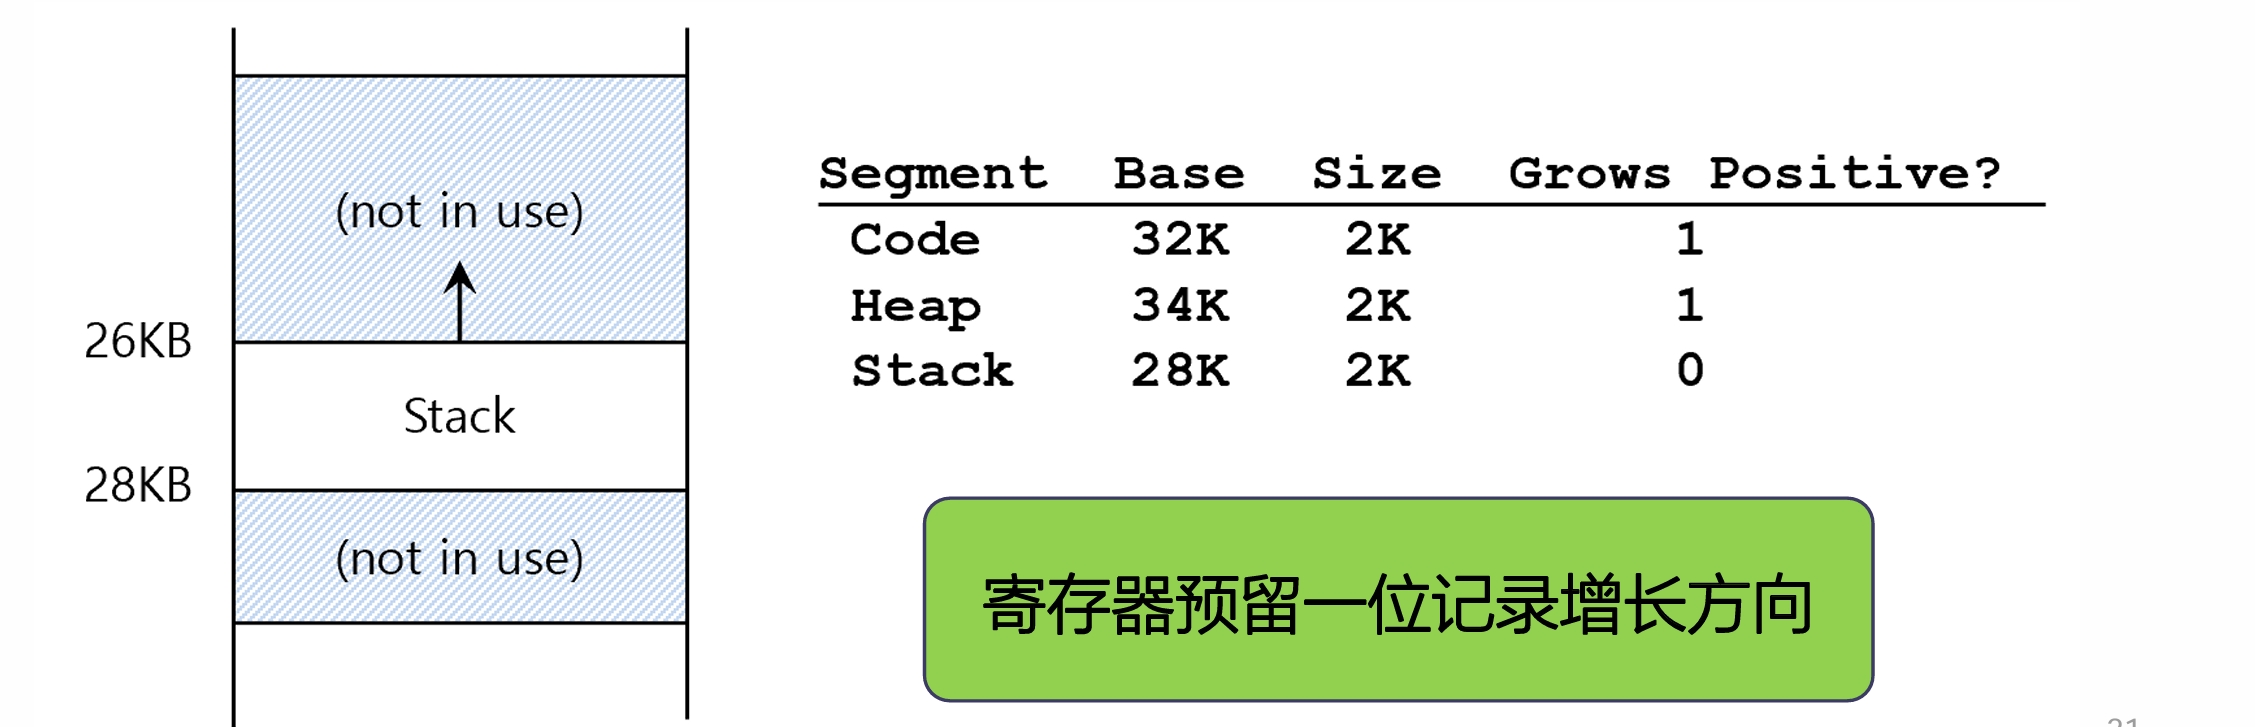 (not in use)
26KB
Stack
28KB
(not in use)
Segment Base Size Grows Positive?
Code 32K 2K 1
Heap 34K 2K 1
Stack 28K 2K 0
寄存器预留一位记录增长方向